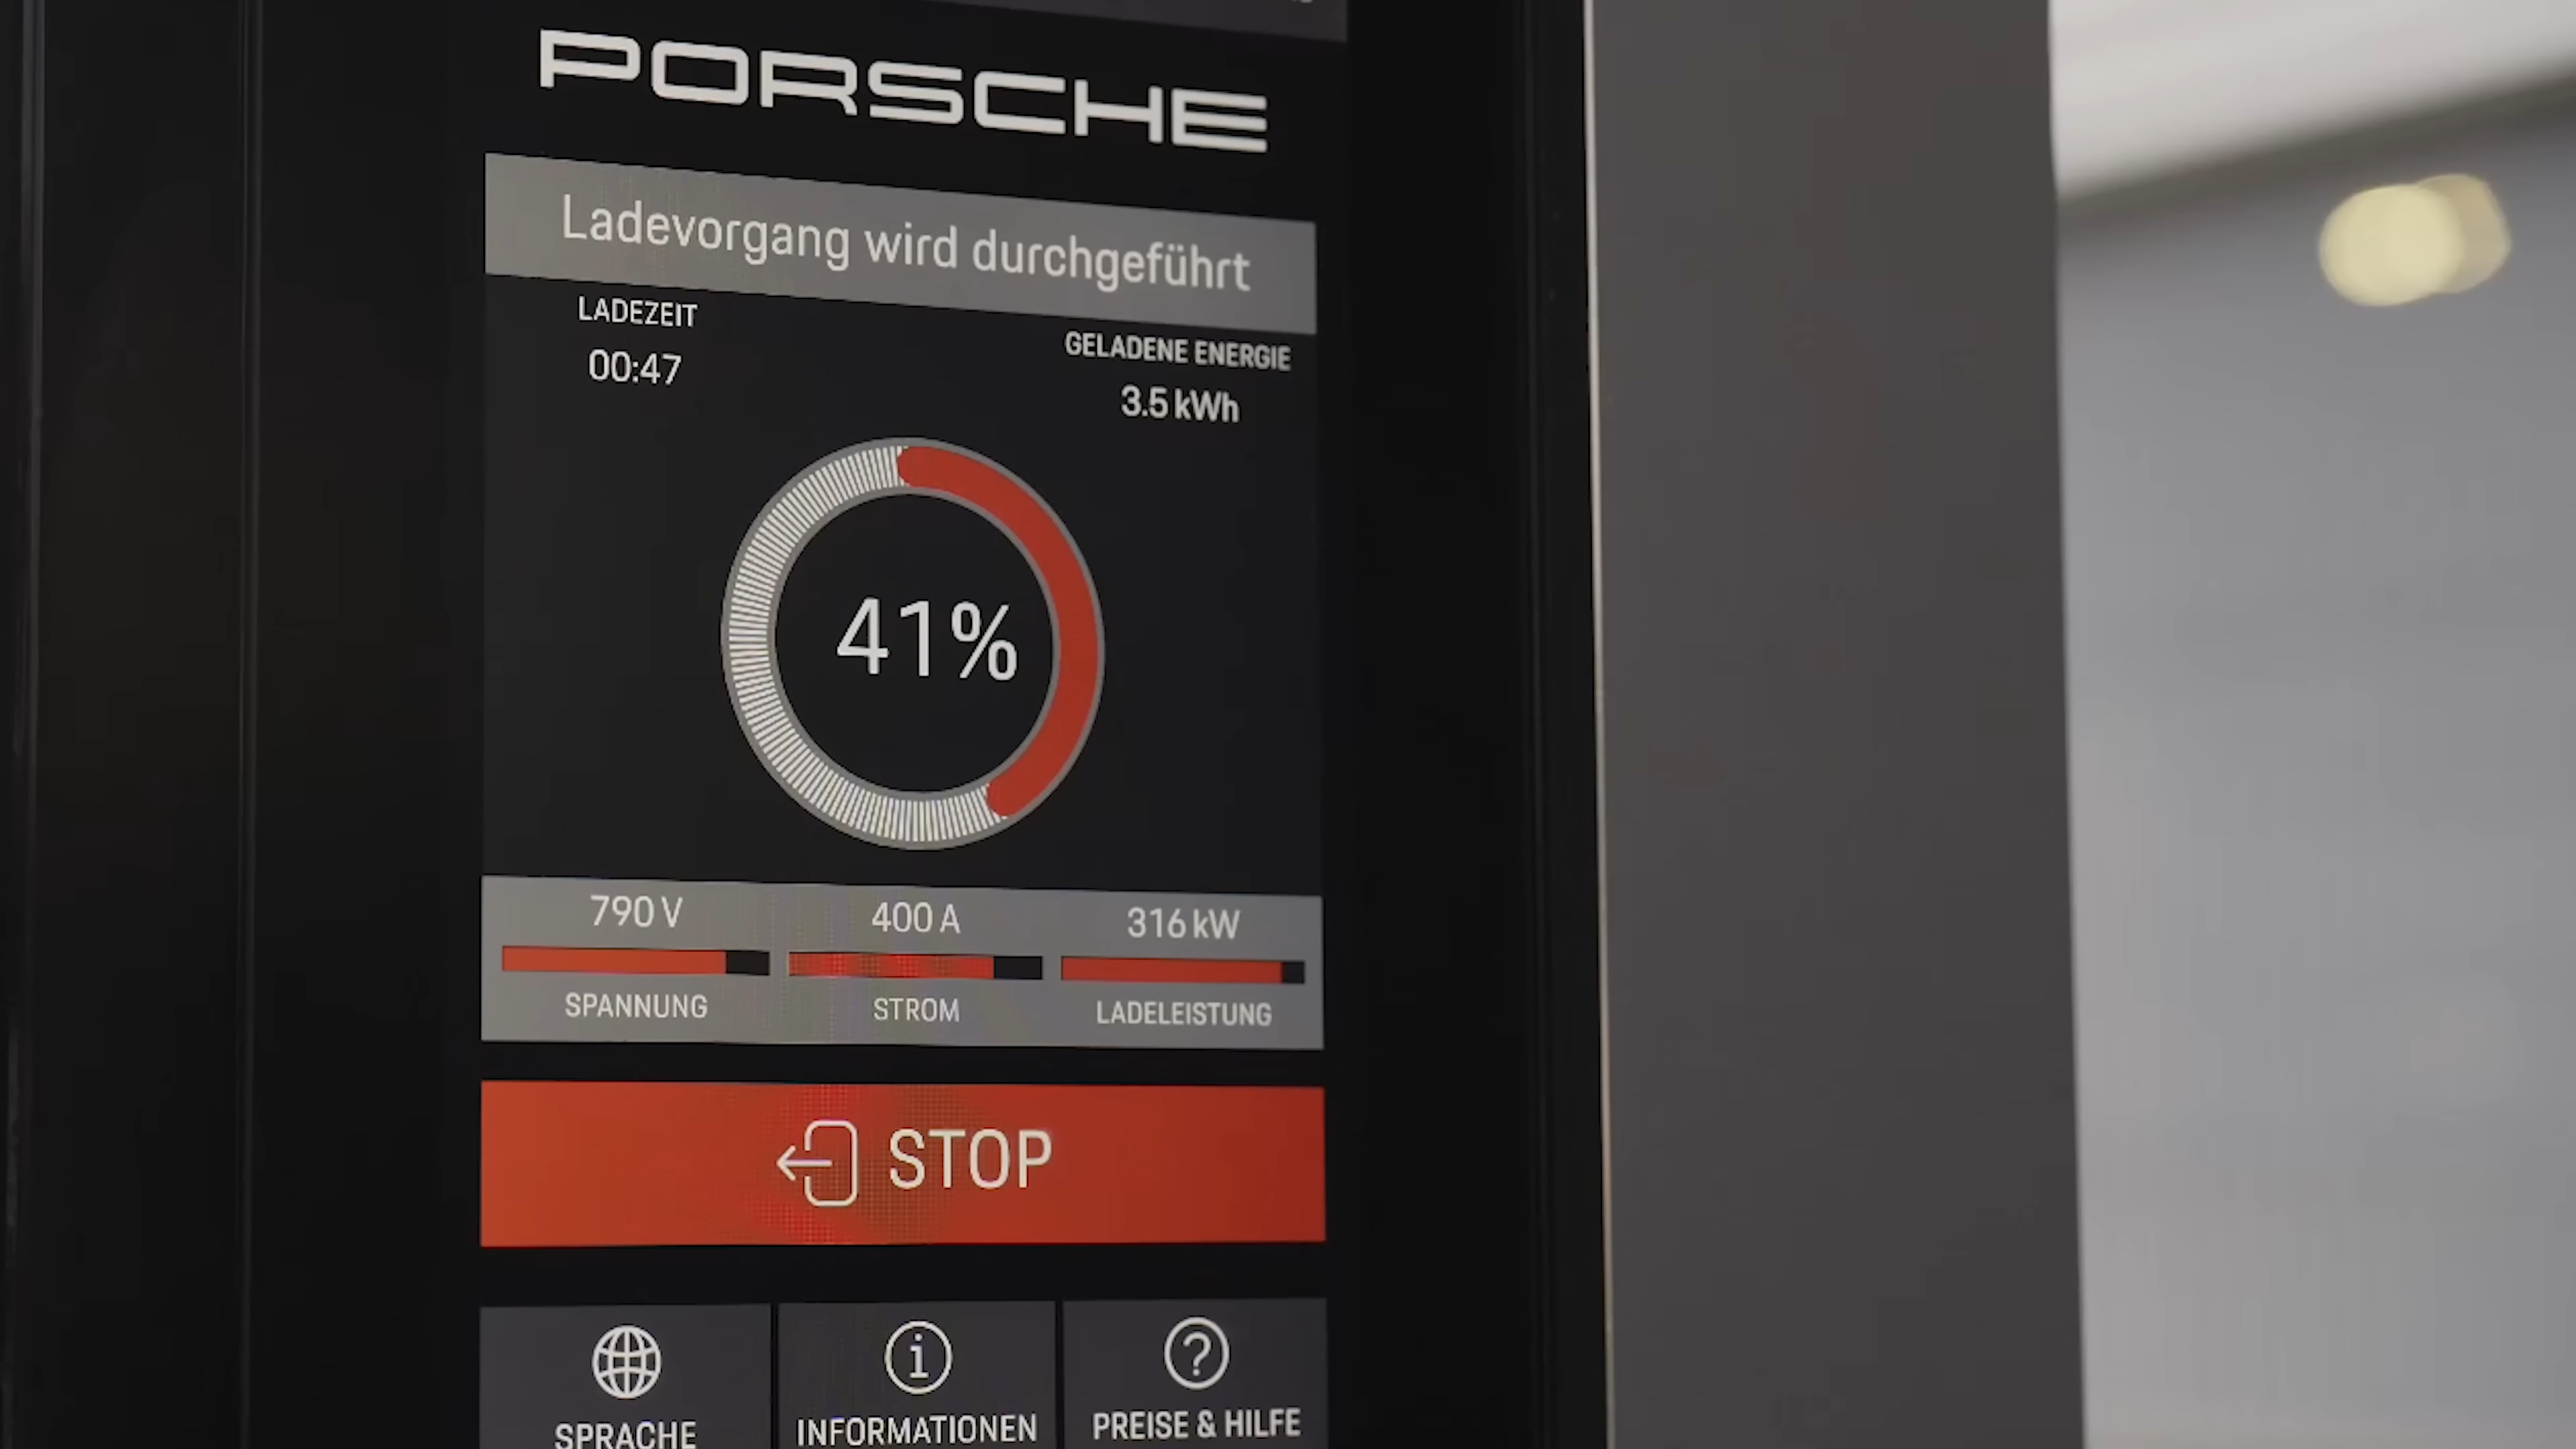 PORSCHE
Ladevorgang wird durchgeführt
LADEZEIT
00:47
GELADENE ENERGIE
3.5 kWh
41%
790 V
400 A
316 kW
SPANNUNG
STROM
LADELEISTUNG
STOP
SPRACHE
INFORMATIONEN
PREISE & HILFE